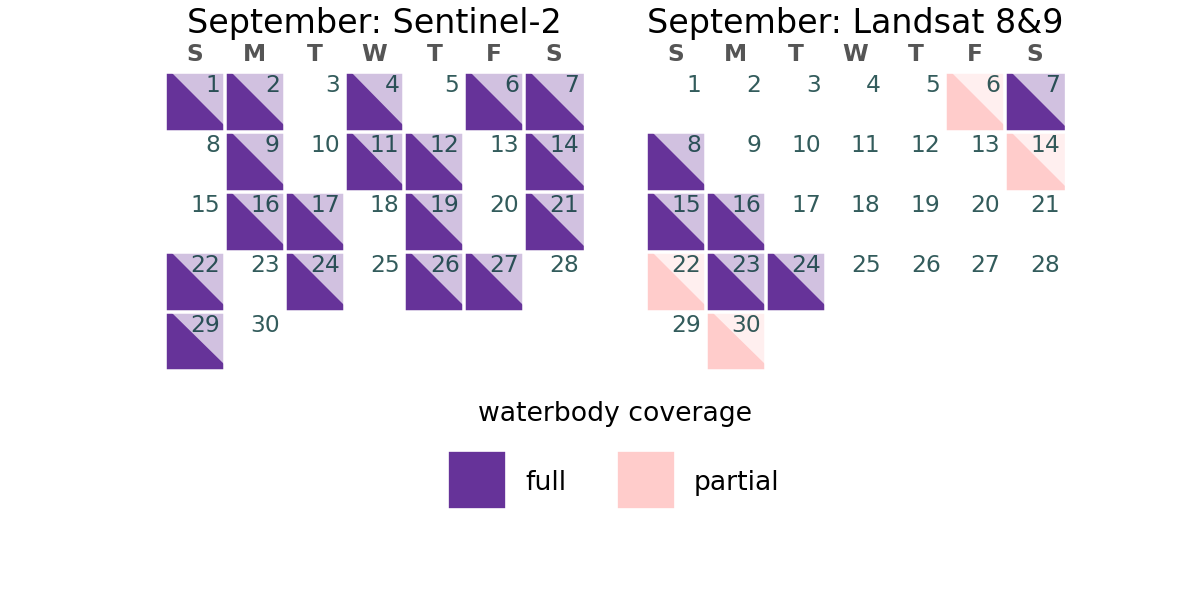 September: Sentinel-2
S M T W T F S
1 2 3 4 5 6 7
8 9 10 11 12 13 14
15 16 17 18 19 20 21
22 23 24 25 26 27 28
29 30
September: Landsat 8&9
S M T W T F S
1 2 3 4 5 6 7
8 9 10 11 12 13 14
15 16 17 18 19 20 21
22 23 24 25 26 27 28
29 30
waterbody coverage
full partial